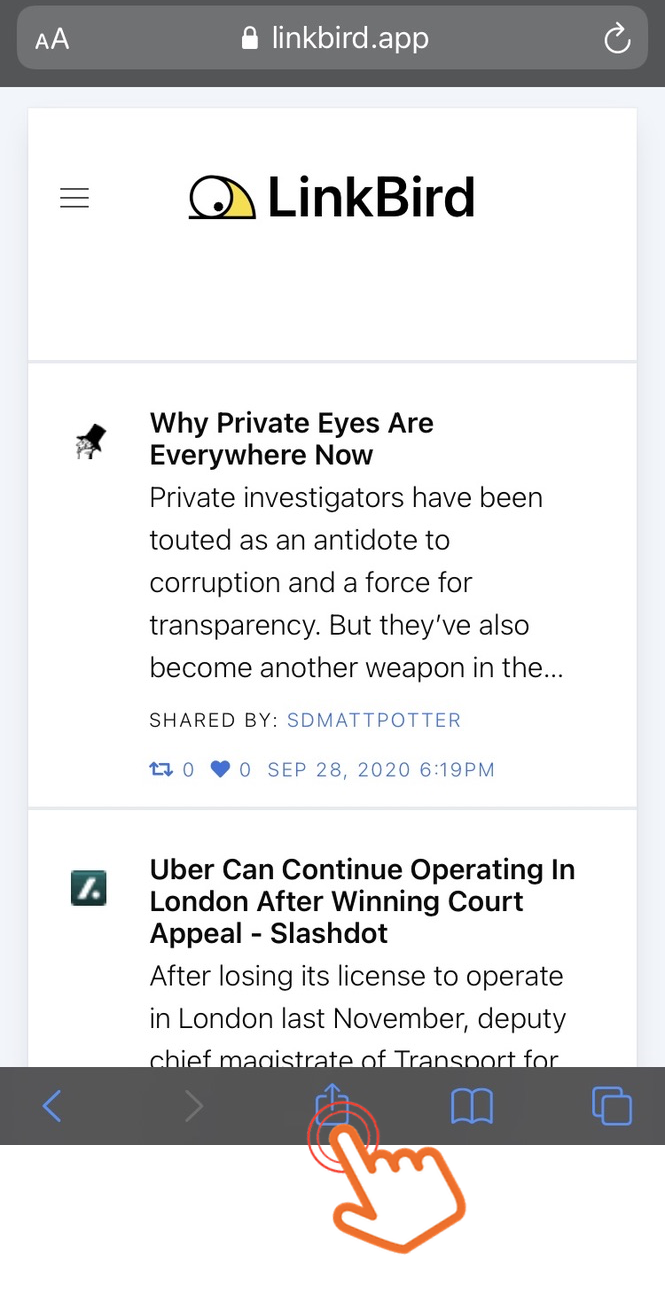 AA linkbird.app
LinkBird
Why Private Eyes Are
Everywhere Now
Private investigators have been
touted as an antidote to
corruption and a force for
transparency. But they’ve also
become another weapon in the...
SHARED BY: SDMATTPOTTER
0 0 SEP 28, 2020 6:19PM
Uber Can Continue Operating In
London After Winning Court
Appeal - Slashdot
After losing its license to operate
in London last November, deputy
chief magistrate of Transport for